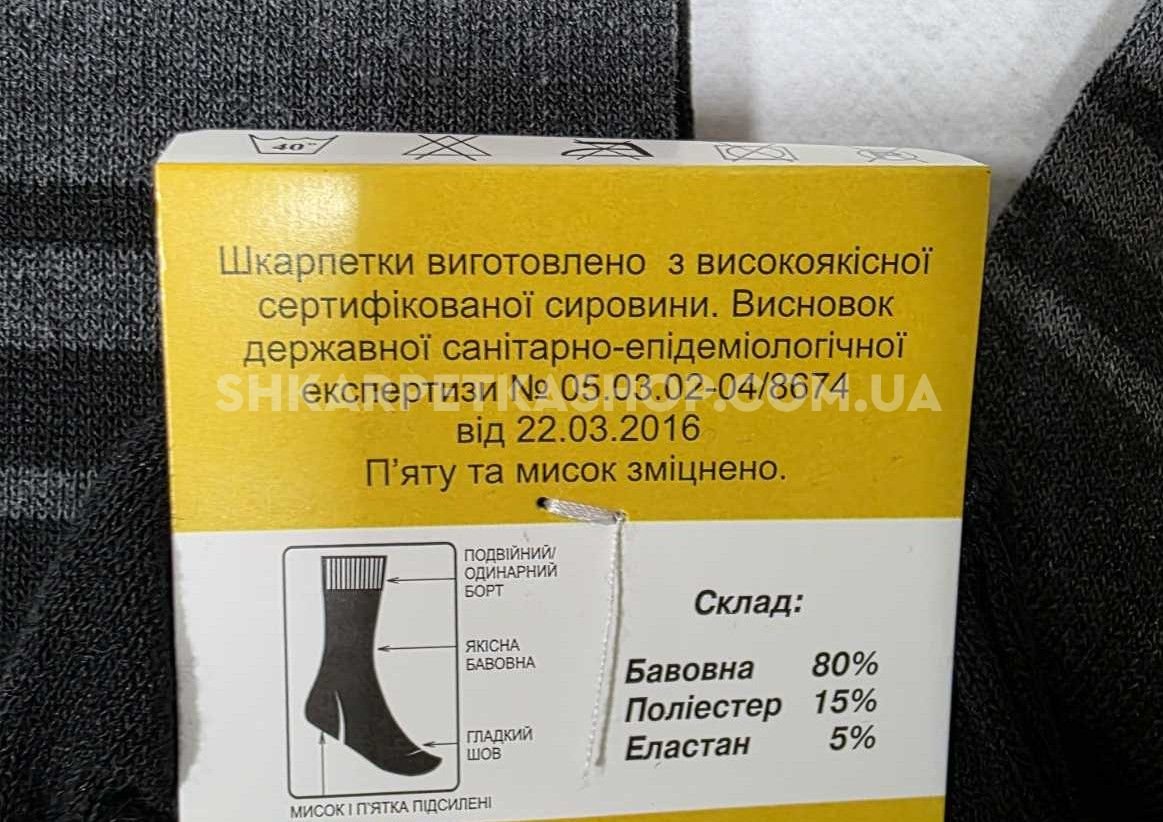 40°
Шкарпетки виготовлено з високоякісної
сертифікованої сировини. Висновок
державної санітарно-епідеміологічної
експертизи № 05.03.02-04/8674
SHKARPETKASHOP.COM.UA
від 22.03.2016
П'яту та мисок зміцнено.
ПОДВІЙНИЙ/
ОДИНАРНИЙ
БОРТ
ЯКІСНА
БАВОВНА
ГЛАДКИЙ
ШОВ
МИСОК І П'ЯТКА ПІДСИЛЕНІ
Склад:
Бавовна 80%
Поліестер 15%
Еластан 5%